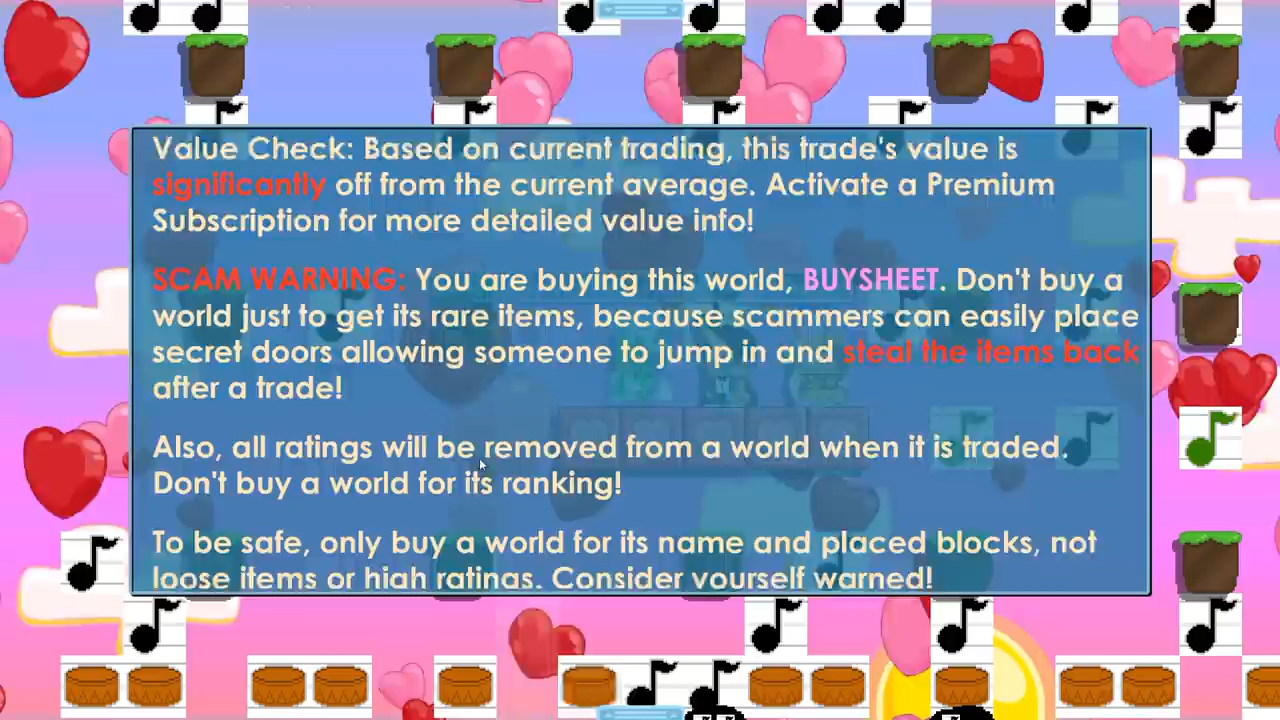 Value Check: Based on current trading, this trade's value is
significantly off from the current average. Activate a Premium
Subscription for more detailed value info!
SCAM WARNING: You are buying this world, BUYSHEET. Don't buy a
world just to get its rare items, because scammers can easily place
secret doors allowing someone to jump in and steal the items back
after a trade!
Also, all ratings will be removed from a world when it is traded.
Don't buy a world for its ranking!
To be safe, only buy a world for its name and placed blocks, not
loose items or high ratings. Consider yourself warned!